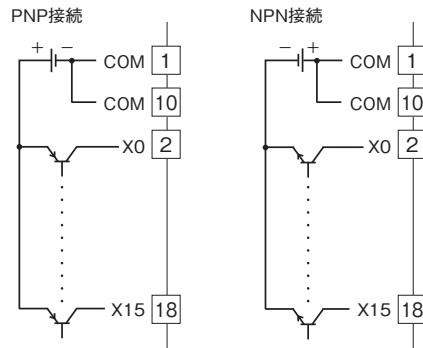 PNP接続
+ −
COM 1
COM 10
X0 2
X15 18
NPN接続
− +
COM 1
COM 10
X0 2
X15 18